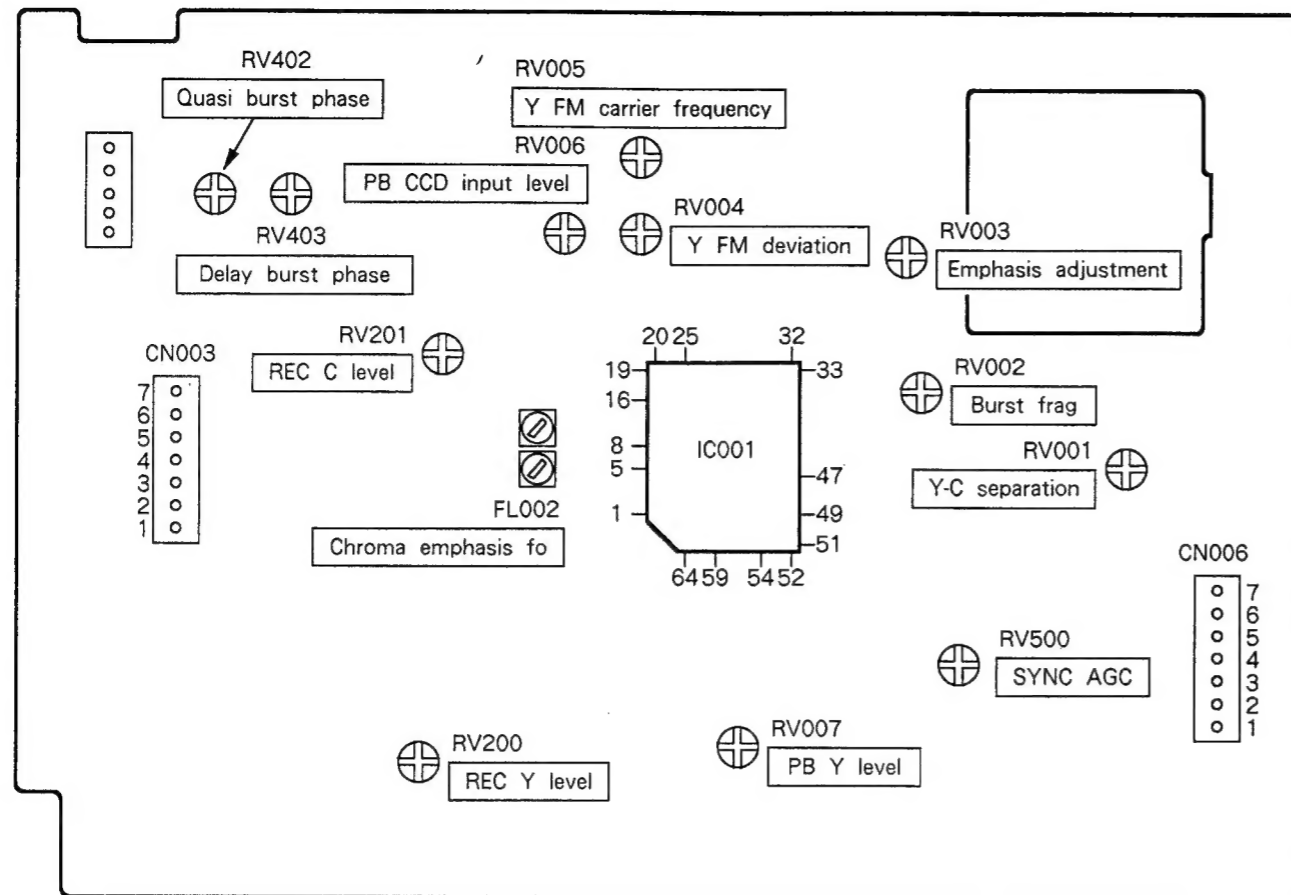 RV402
Quasi burst phase
RV005
Y FM carrier frequency
RV006
PB CCD input level
RV004
Y FM deviation
RV003
Emphasis adjustment
RV403
Delay burst phase
RV201
REC C level
CN003
7
6
5
4
3
2
1
FL002
Chroma emphasis fo
20 25 32
19 33
16
8
5
1
IC001
47
49
51
64 59 54 52
RV002
Burst frag
RV001
Y-C separation
CN006
7
6
5
4
3
2
1
RV500
SYNC AGC
RV200
REC Y level
RV007
PB Y level